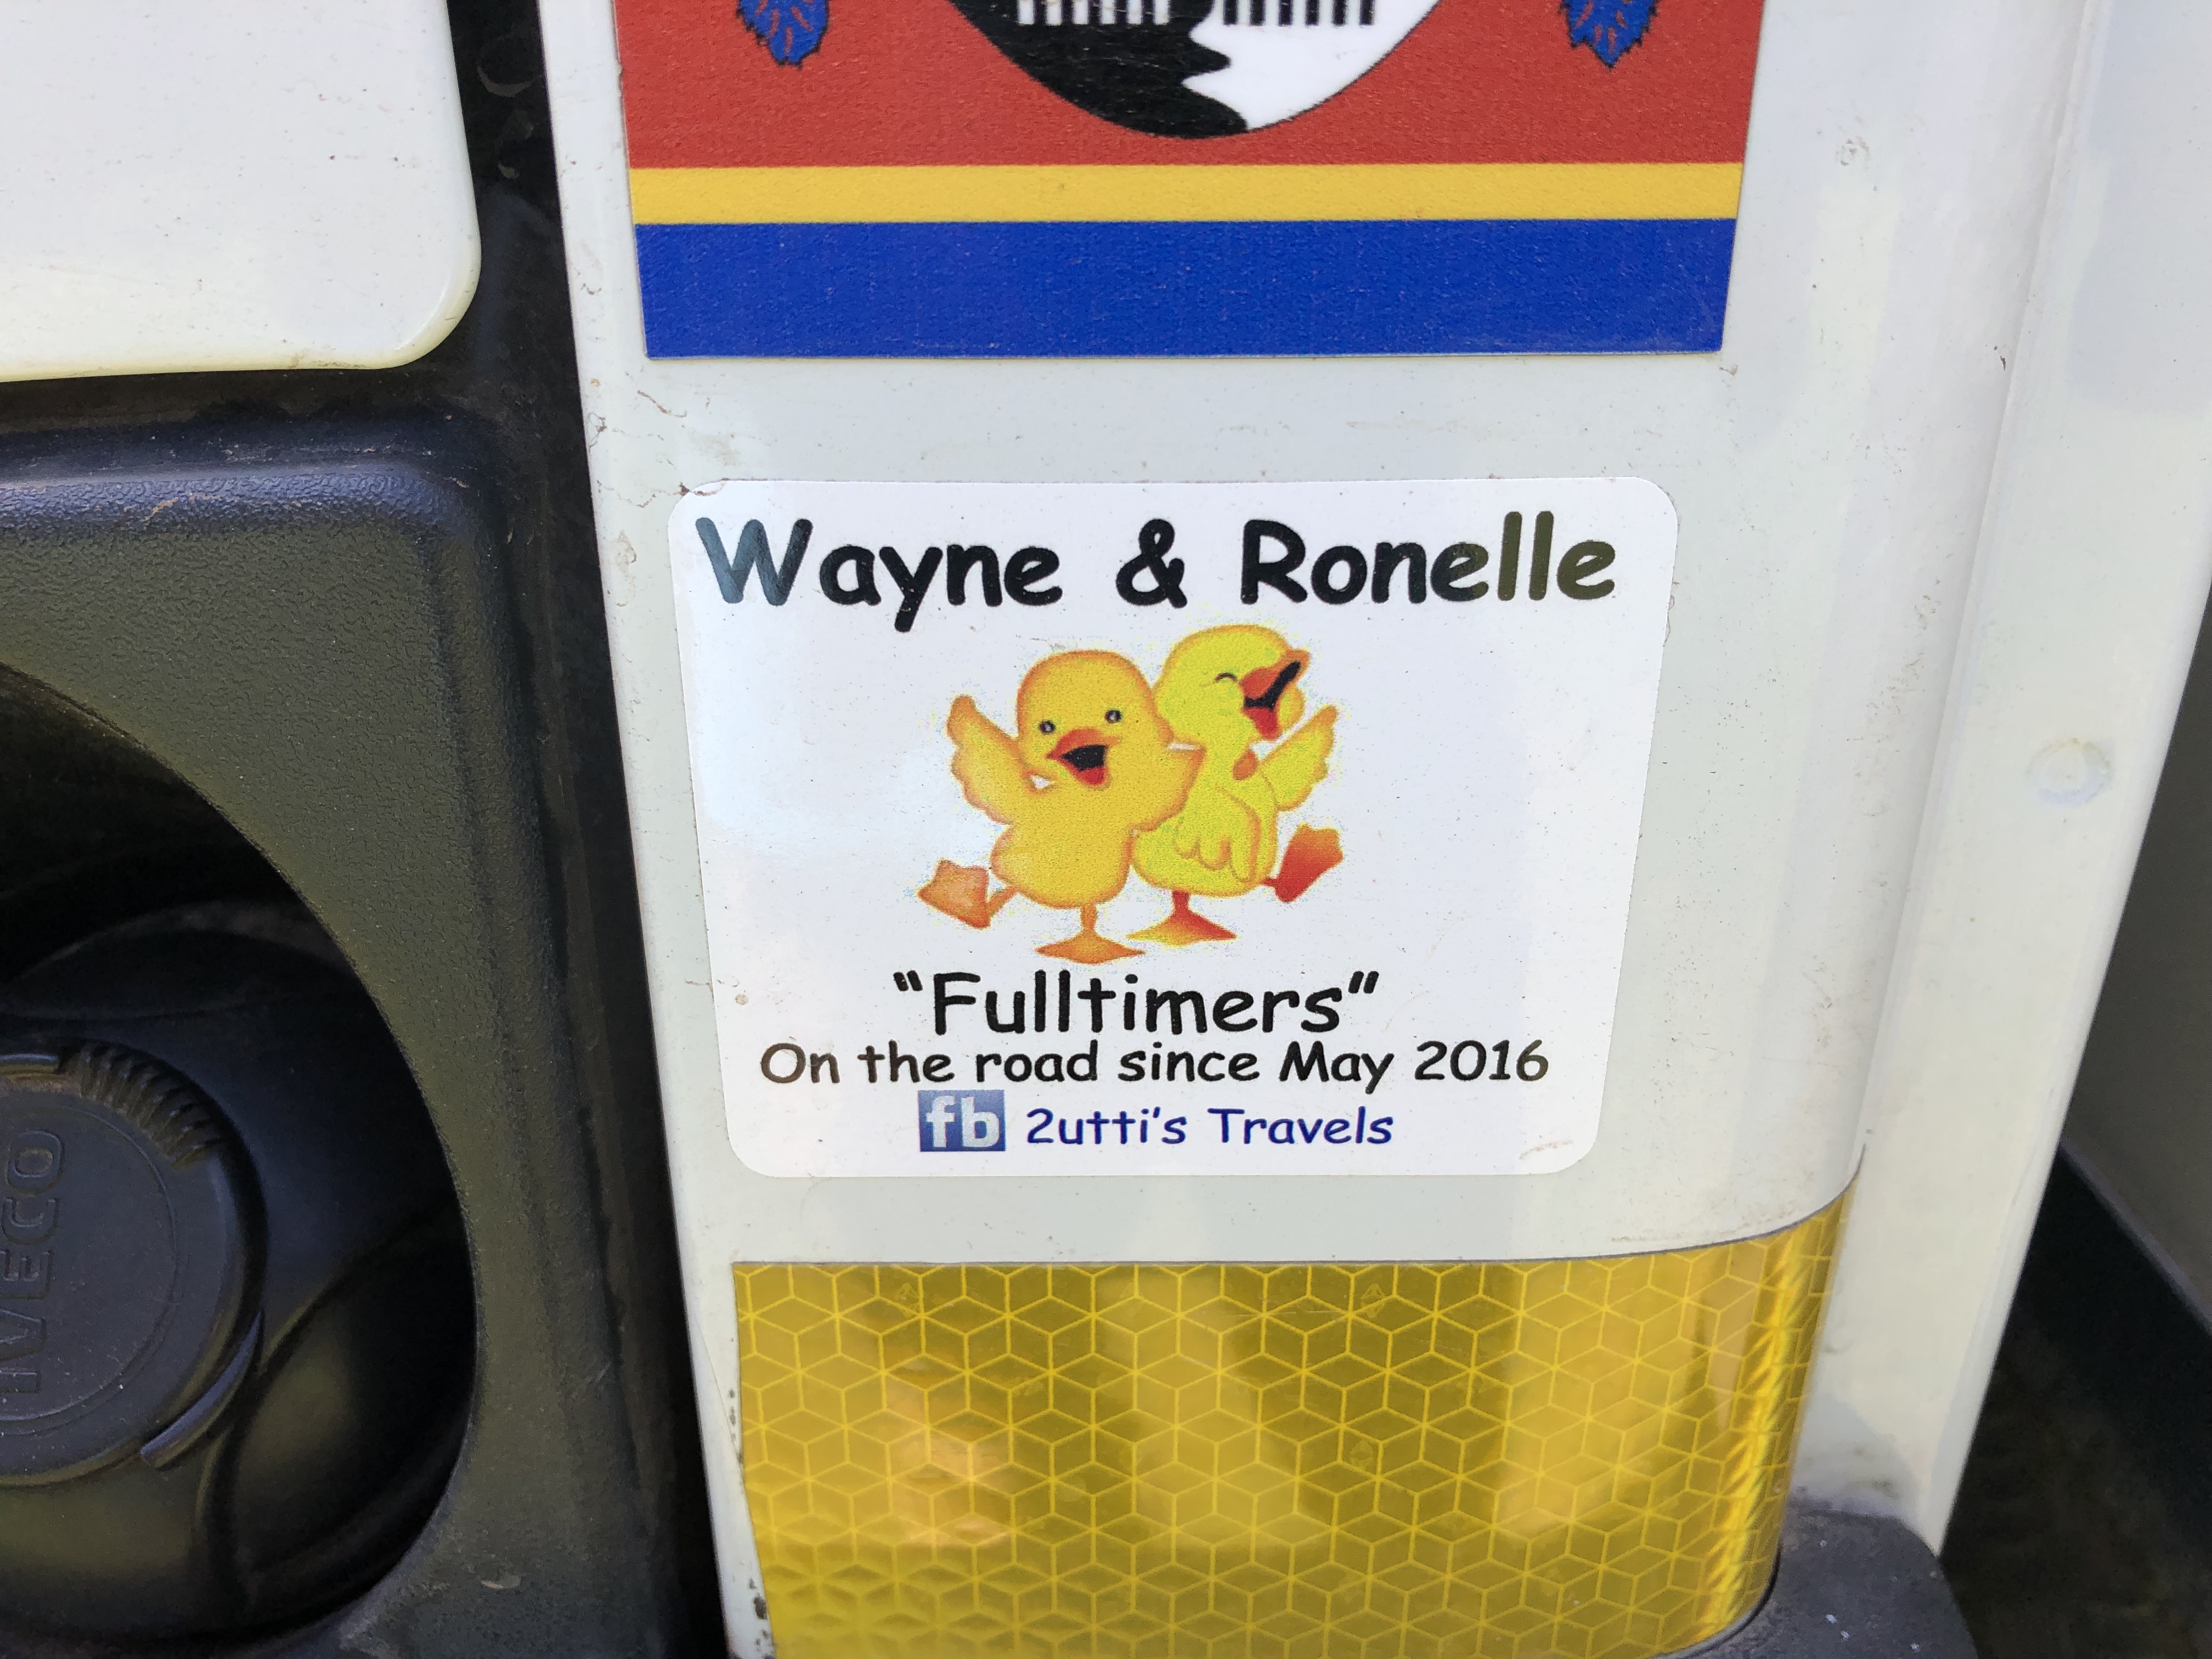 Wayne & Ronelle
"Fulltimers"
On the road since May 2016
fb 2utti's Travels
IVECO